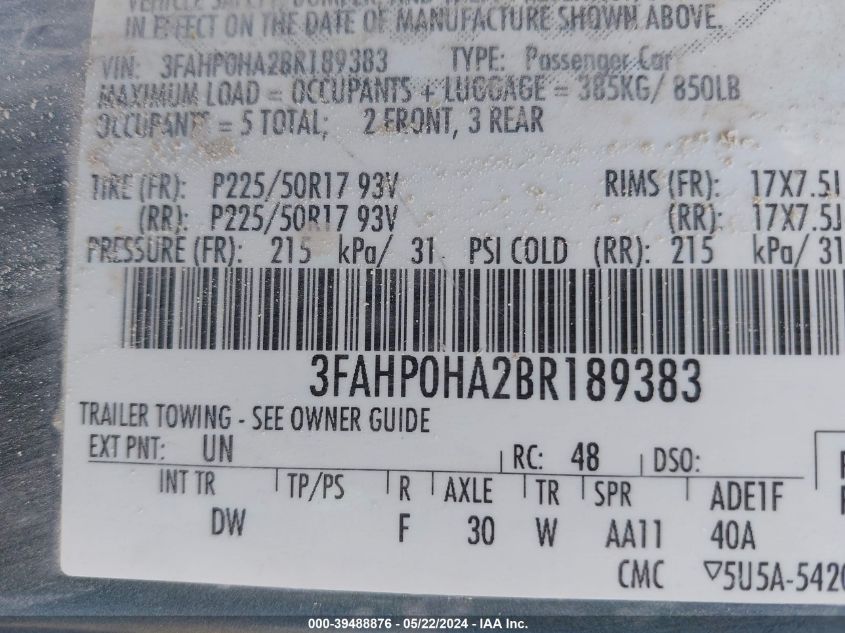 IN EFFECT ON THE DATE OF MANUFACTURE SHOWN ABOVE.
VIN: 3FAHP0HA2BR189383 TYPE: Passenger Car
MAXIMUM LOAD = OCCUPANTS + LUGGAGE = 385KG/ 850LB
OCCUPANTS = 5 TOTAL; 2 FRONT, 3 REAR
TIRE (FR): P225/50R17 93V RIMS (FR): 17X7.5J
(RR): P225/50R17 93V (RR): 17X7.5J
PRESSURE (FR): 215 kPa/ 31 PSI COLD (RR): 215 kPa/ 31
3FAHP0HA2BR189383
TRAILER TOWING - SEE OWNER GUIDE
EXT PNT: UN RC: 48 DSO:
INT TR TP/PS R AXLE TR SPR ADE1F
DW F 30 W AA11 40A
CMC ▽5U5A-542
000-39488876 - 05/22/2024 - IAA Inc.